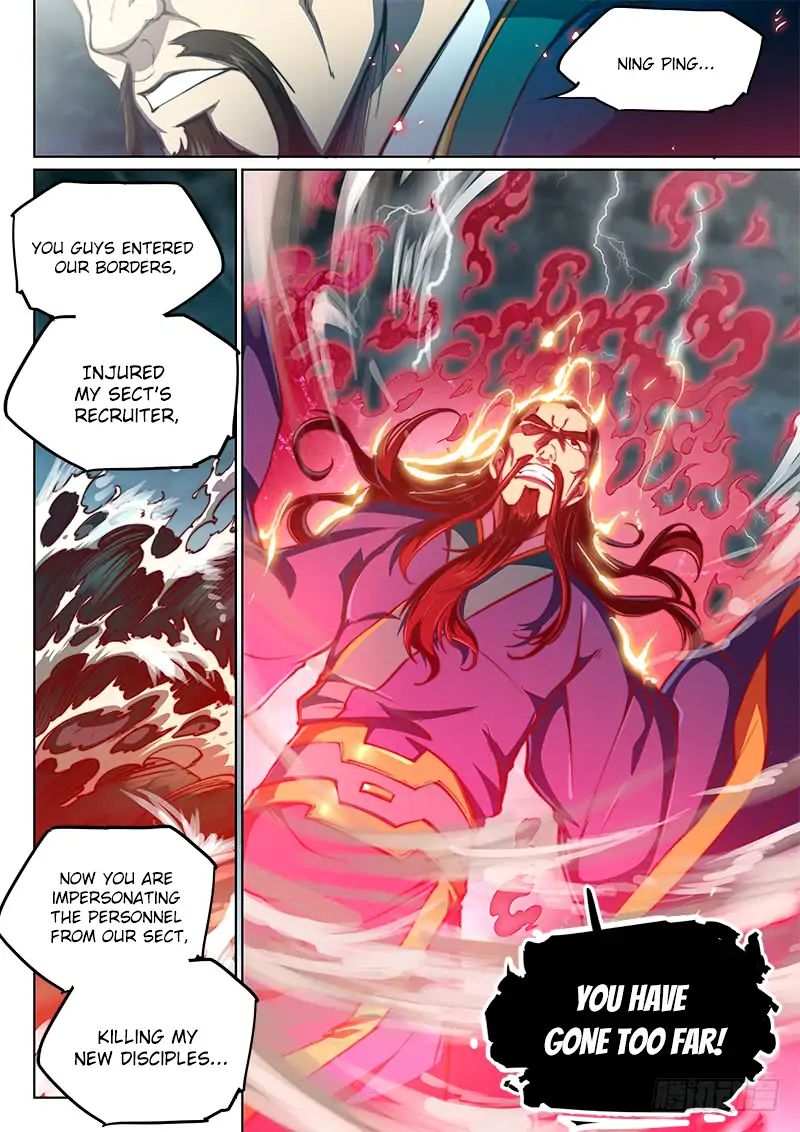 NING PING...
YOU GUYS ENTERED
OUR BORDERS,
INJURED
MY SECT'S
RECRUITER,
NOW YOU ARE
IMPERSONATING
THE PERSONNEL
FROM OUR SECT,
KILLING MY
NEW DISCIPLES...
YOU HAVE
GONE TOO FAR!